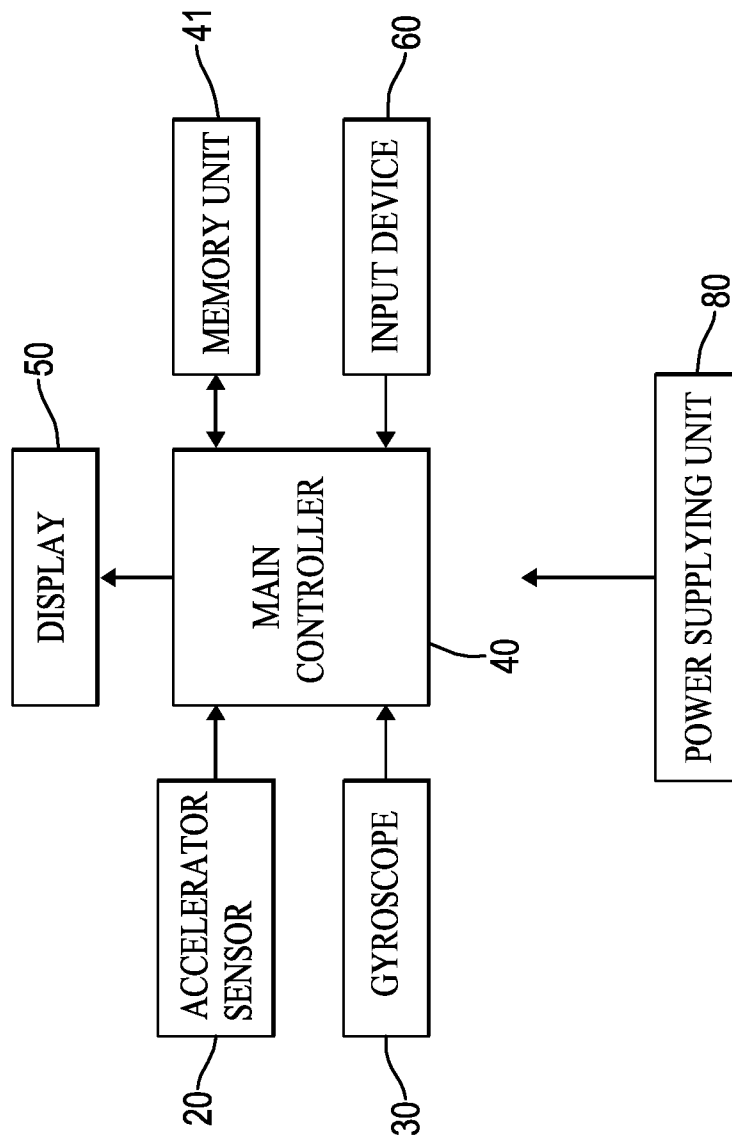 DISPLAY
50
20
ACCELERATOR
SENSOR
MAIN
CONTROLLER
MEMORY UNIT
41
30
GYROSCOPE
INPUT DEVICE
60
40
POWER SUPPLYING UNIT
80